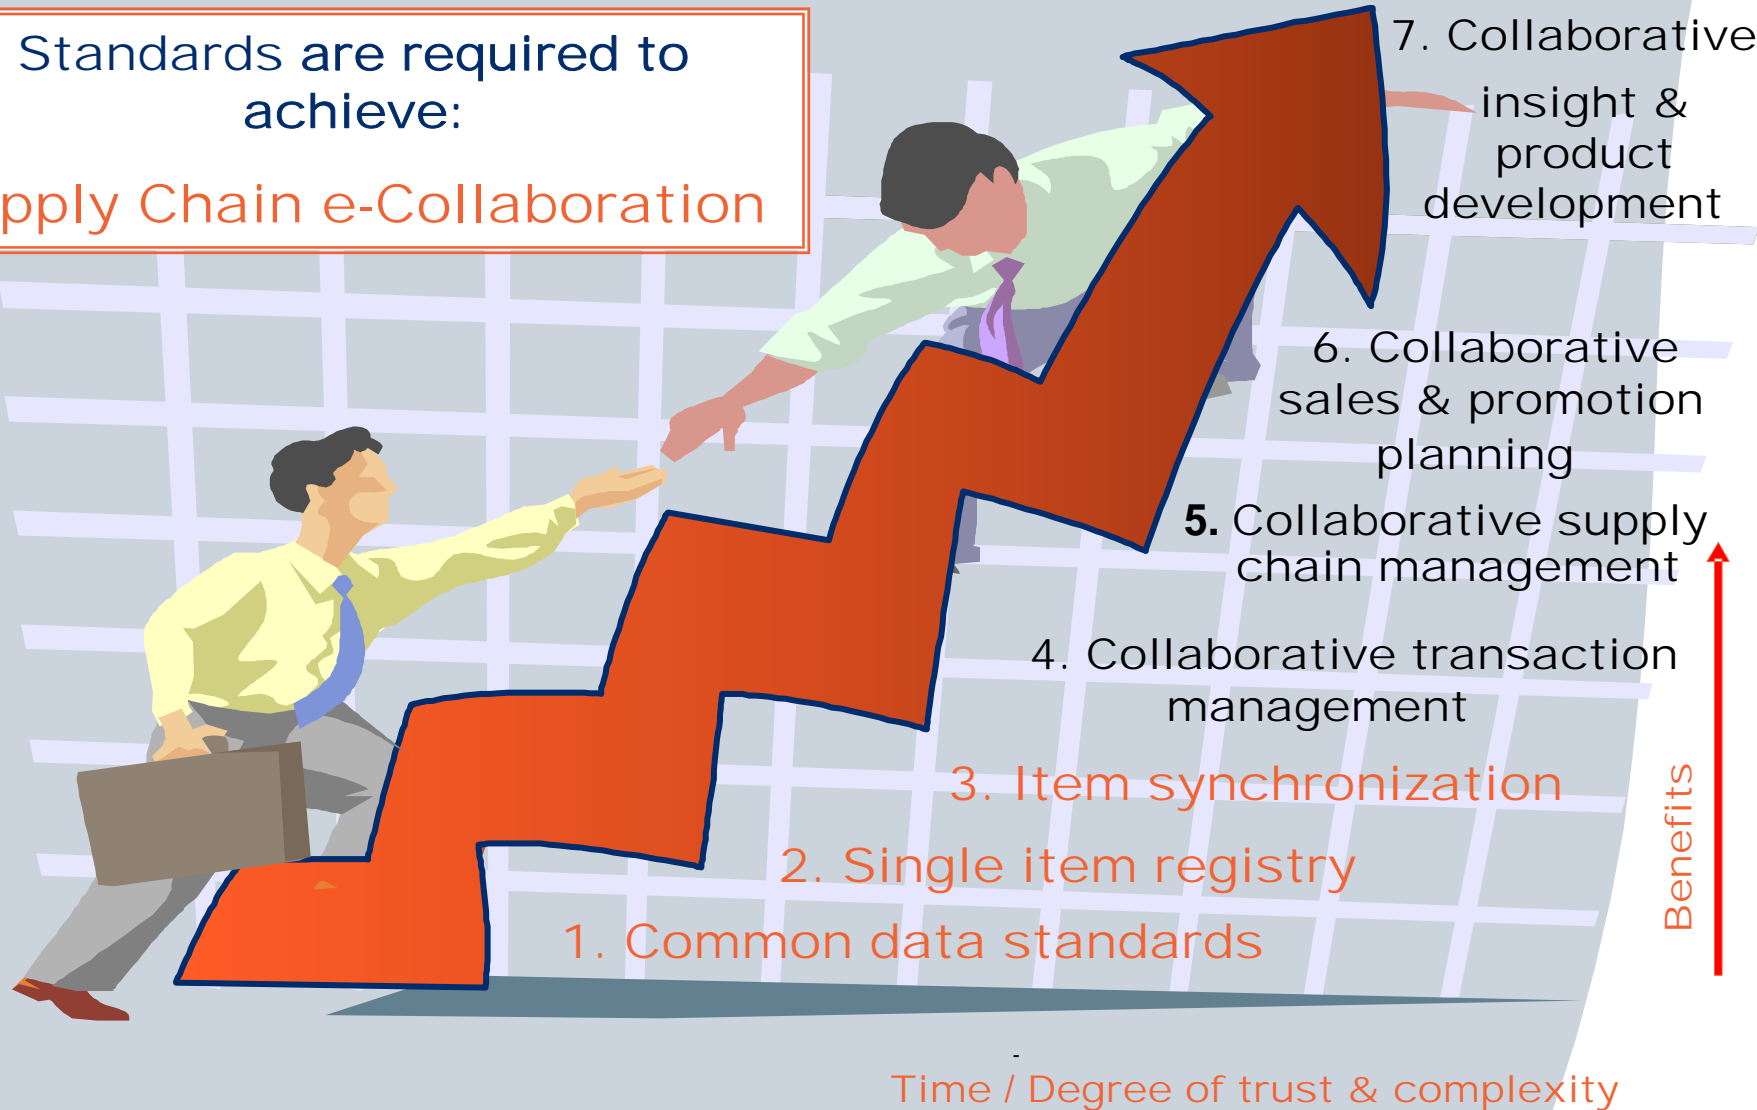 Standards are required to
achieve:
pply Chain e-Collaboration
7. Collaborative
insight &
product
development
6. Collaborative
sales & promotion
planning
5. Collaborative supply
chain management
4. Collaborative transaction
management
3. Item synchronization
2. Single item registry
1. Common data standards
Benefits
-
Time / Degree of trust & complexity